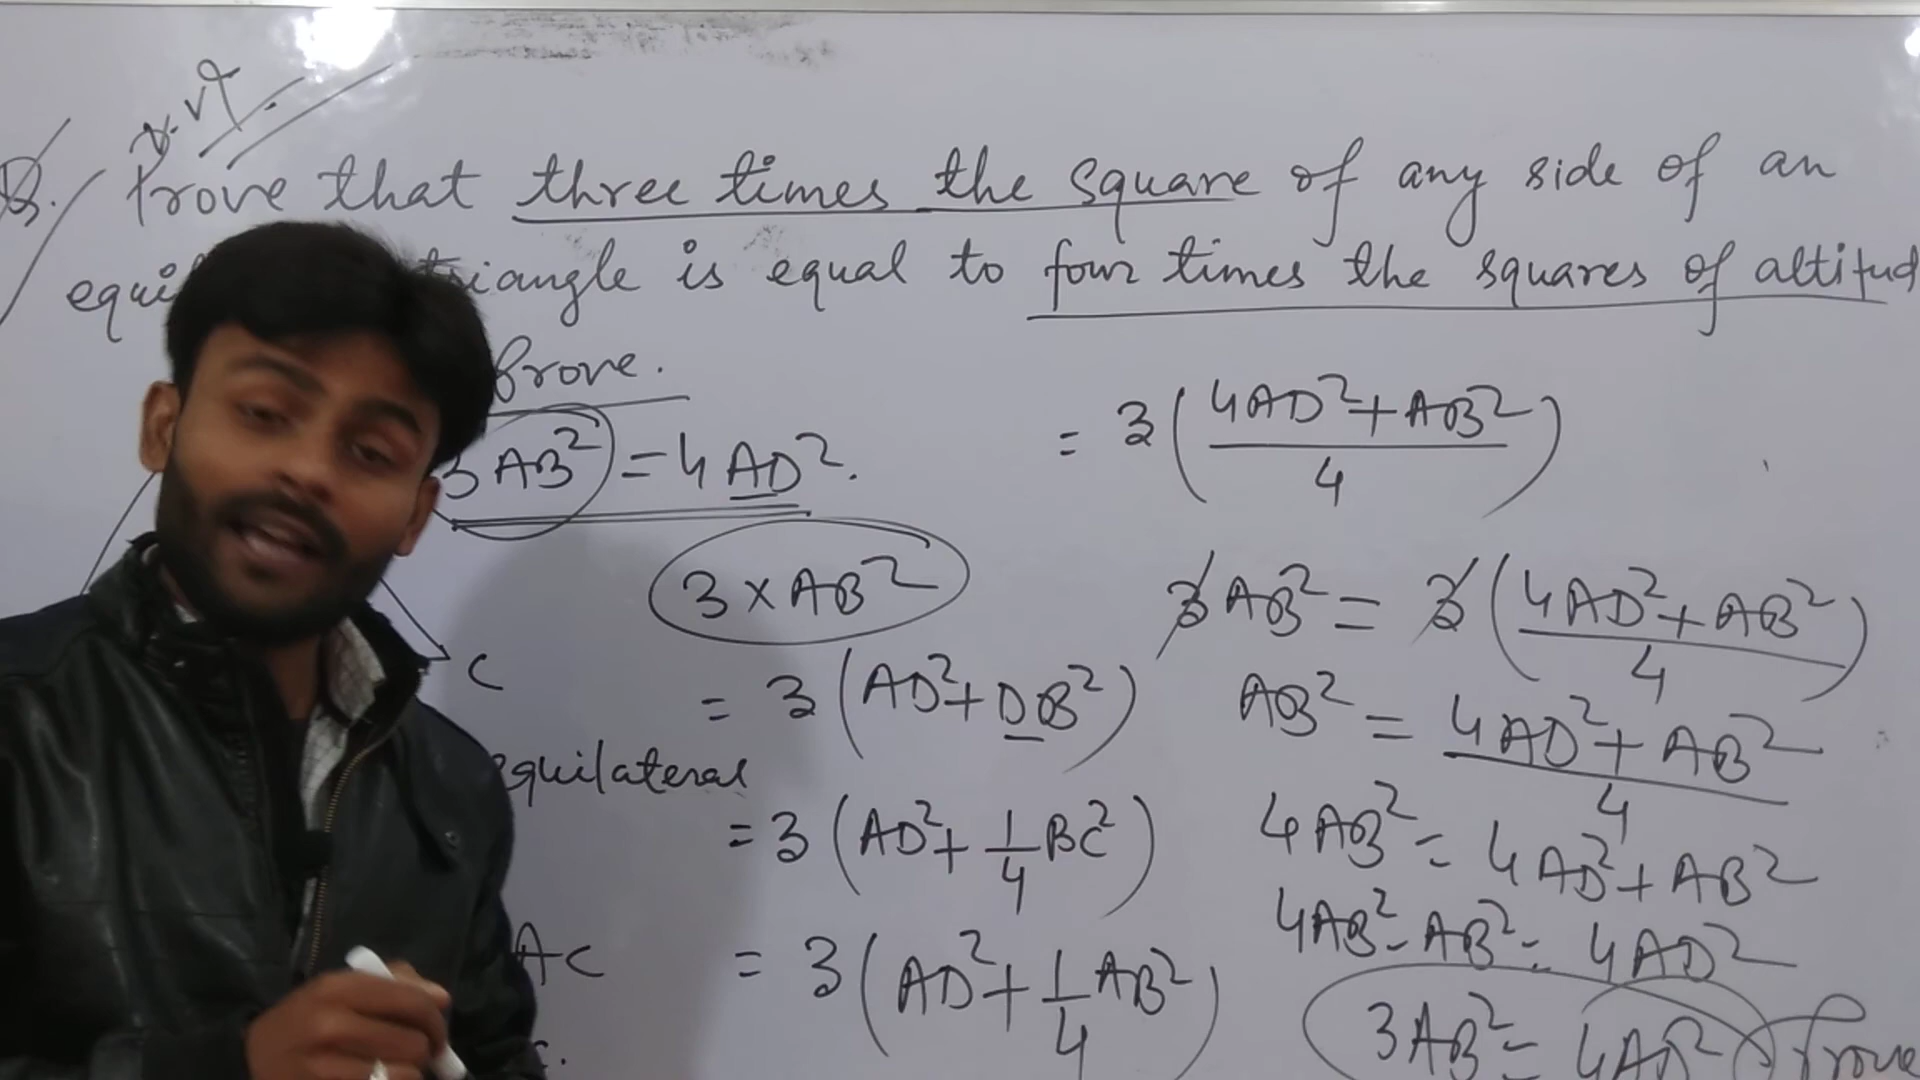 Q. Prove that three times the square of any side of an
triangle is equal to four times the squares of altitud
Prove.
3AB² = 4AD².
3 × AB²
C
= 3(AD² + DB²)
equilateral
= 3(AD² + 1/4 BC²)
AC
= 3(AD² + 1/4 AB²)
= 3((4AD² + AB²)/4)
3AB² = 3((4AD² + AB²)/4)
AB² = (4AD² + AB²)/4
4AB² = 4AD² + AB²
4AB² - AB² = 4AD²
3AB² = 4AD² Prove